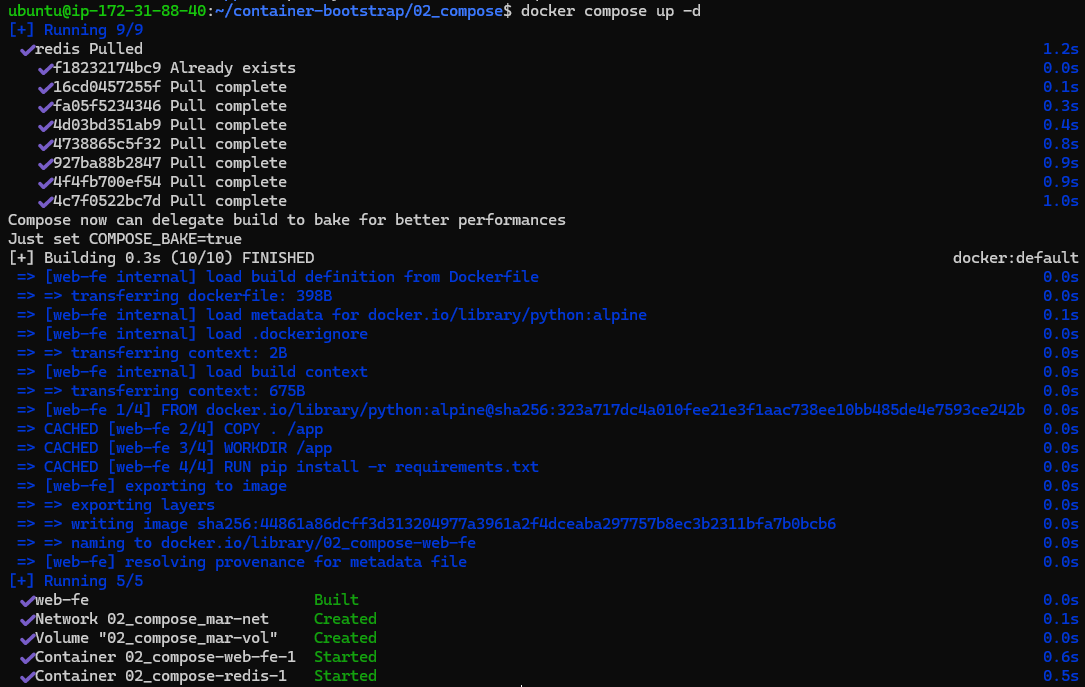 ubuntu@ip-172-31-88-40:~/container-bootstrap/02_compose$ docker compose up -d
[+] Running 9/9
✔redis Pulled 1.2s
✔f18232174bc9 Already exists 0.0s
✔16cd0457255f Pull complete 0.1s
✔fa05f5234346 Pull complete 0.3s
✔4d03bd351ab9 Pull complete 0.4s
✔4738865c5f32 Pull complete 0.8s
✔927ba88b2847 Pull complete 0.9s
✔4f4fb700ef54 Pull complete 0.9s
✔4c7f0522bc7d Pull complete 1.0s
Compose now can delegate build to bake for better performances
Just set COMPOSE_BAKE=true
[+] Building 0.3s (10/10) FINISHED docker:default
=> [web-fe internal] load build definition from Dockerfile 0.0s
=> => transferring dockerfile: 398B 0.0s
=> [web-fe internal] load metadata for docker.io/library/python:alpine 0.1s
=> [web-fe internal] load .dockerignore 0.0s
=> => transferring context: 2B 0.0s
=> [web-fe internal] load build context 0.0s
=> => transferring context: 675B 0.0s
=> [web-fe 1/4] FROM docker.io/library/python:alpine@sha256:323a717dc4a010fee21e3f1aac738ee10bb485de4e7593ce242b 0.0s
=> CACHED [web-fe 2/4] COPY . /app 0.0s
=> CACHED [web-fe 3/4] WORKDIR /app 0.0s
=> CACHED [web-fe 4/4] RUN pip install -r requirements.txt 0.0s
=> [web-fe] exporting to image 0.0s
=> => exporting layers 0.0s
=> => writing image sha256:44861a86dcff3d313204977a3961a2f4dceaba297757b8ec3b2311bfa7b0bcb6 0.0s
=> => naming to docker.io/library/02_compose-web-fe 0.0s
=> [web-fe] resolving provenance for metadata file 0.0s
[+] Running 5/5
✔web-fe Built 0.0s
✔Network 02_compose_mar-net Created 0.1s
✔Volume "02_compose_mar-vol" Created 0.0s
✔Container 02_compose-web-fe-1 Started 0.6s
✔Container 02_compose-redis-1 Started 0.5s